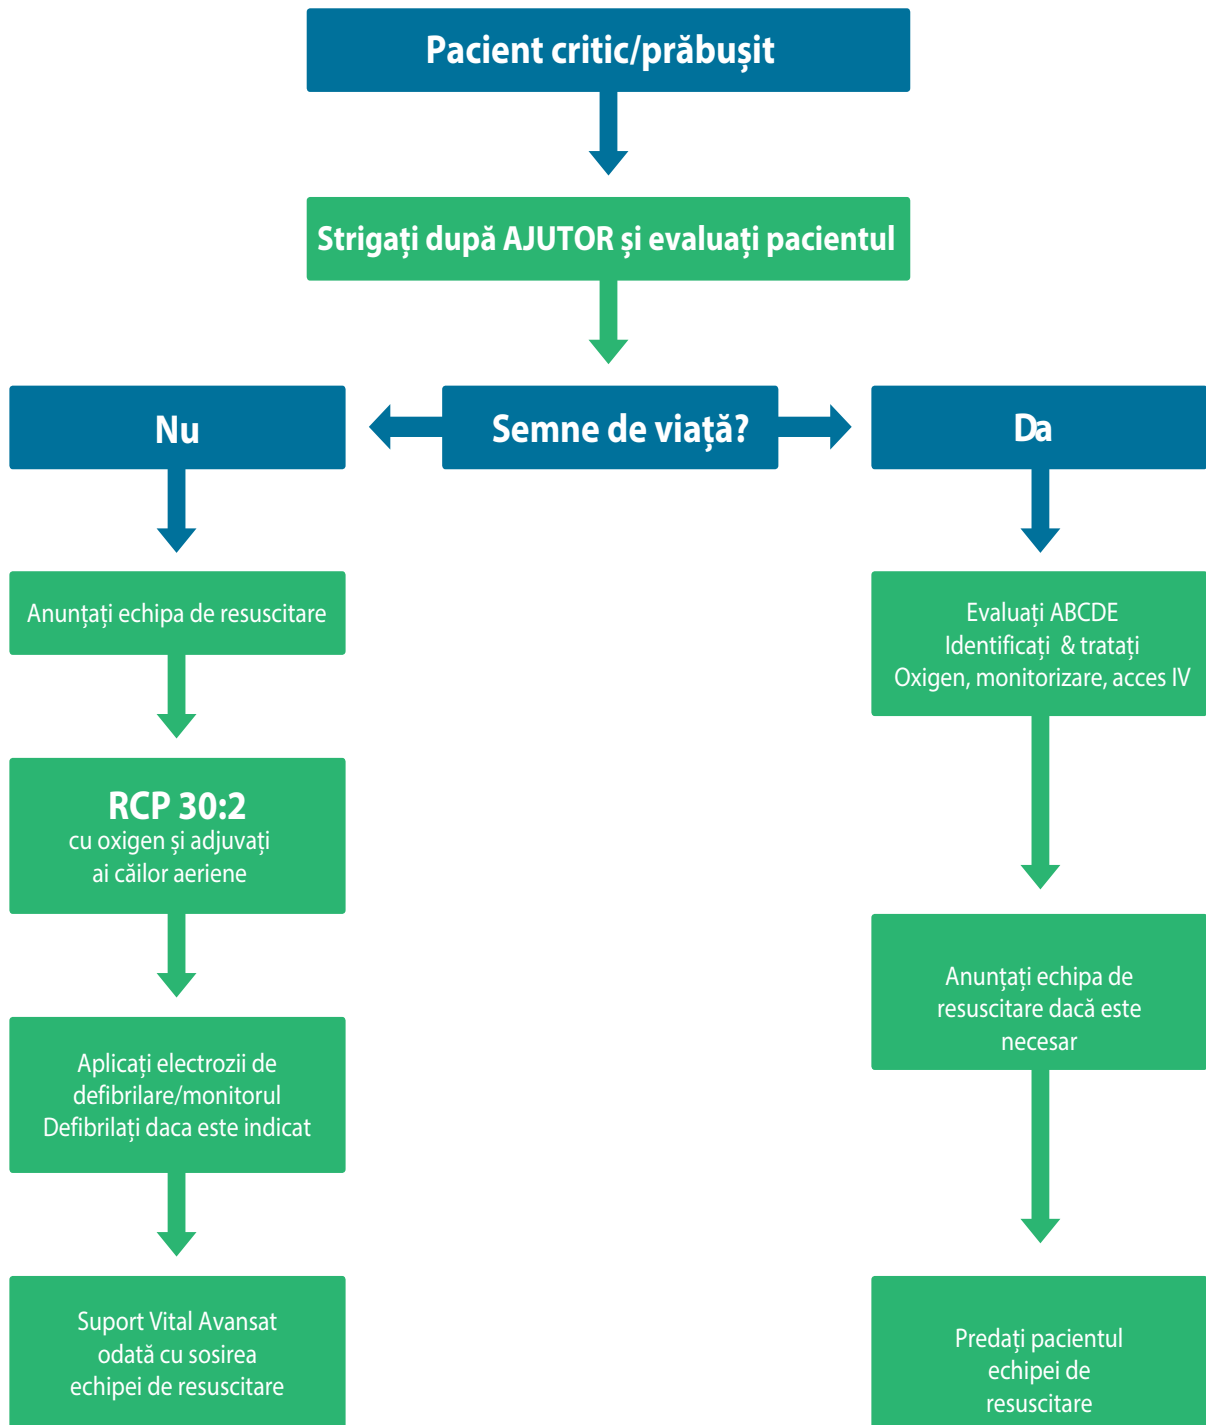 Pacient critic/prăbușit
Strigați după AJUTOR și evaluați pacientul
Nu
Semne de viață?
Da
Anunțați echipa de resuscitare
RCP 30:2
cu oxigen și adjuvați
ai căilor aeriene
Aplicați electrozii de
defibrilare/monitorul
Defibrilați daca este indicat
Suport Vital Avansat
odată cu sosirea
echipei de resuscitare
Evaluați ABCDE
Identificați & tratați
Oxigen, monitorizare, acces IV
Anunțați echipa de
resuscitare dacă este
necesar
Predați pacientul
echipei de
resuscitare